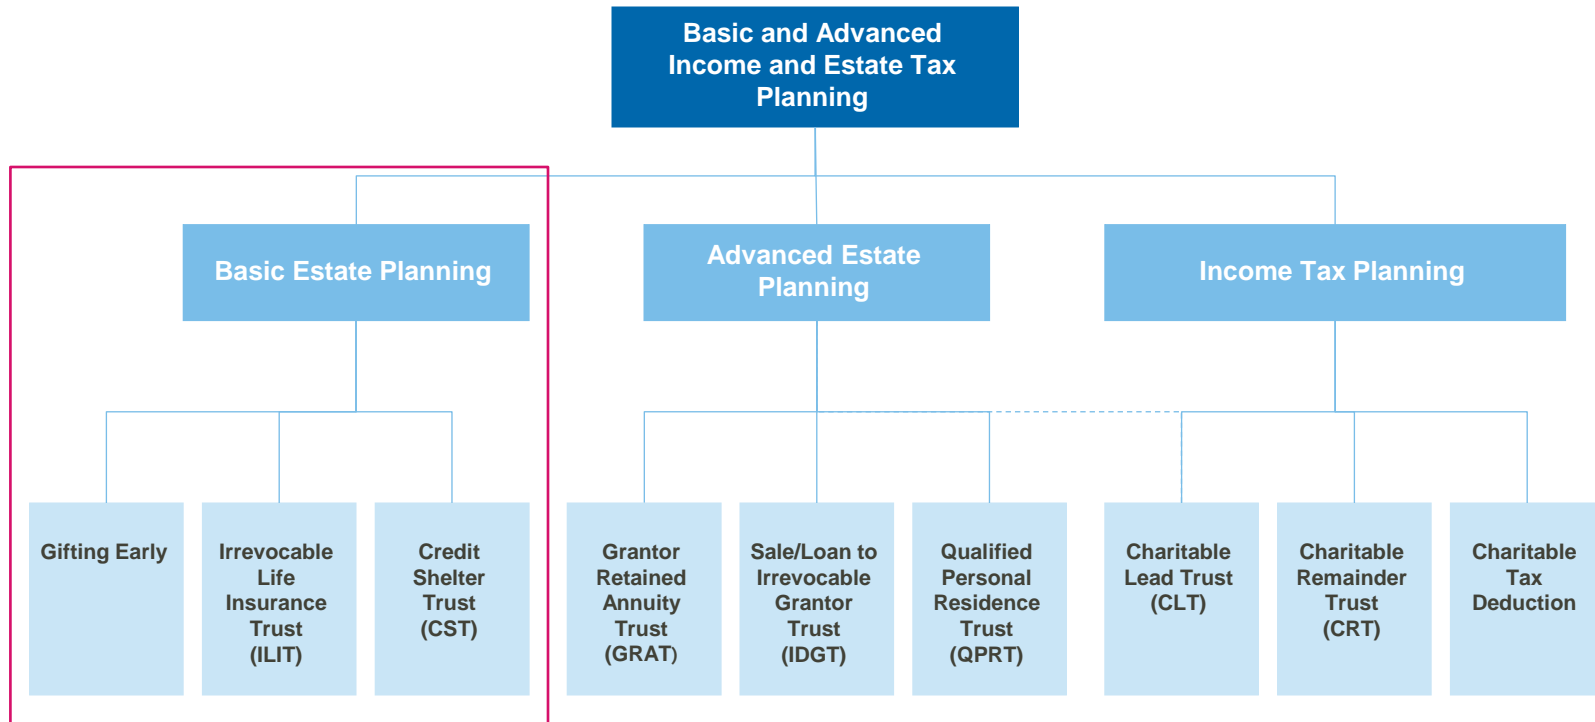 Basic and Advanced
Income and Estate Tax
Planning
Basic Estate Planning
Advanced Estate
Planning
Income Tax Planning
Gifting Early
Irrevocable
Life
Insurance
Trust
(ILIT)
Credit
Shelter
Trust
(CST)
Grantor
Retained
Annuity
Trust
(GRAT)
Sale/Loan to
Irrevocable
Grantor
Trust
(IDGT)
Qualified
Personal
Residence
Trust
(QPRT)
Charitable
Lead Trust
(CLT)
Charitable
Remainder
Trust
(CRT)
Charitable
Tax
Deduction